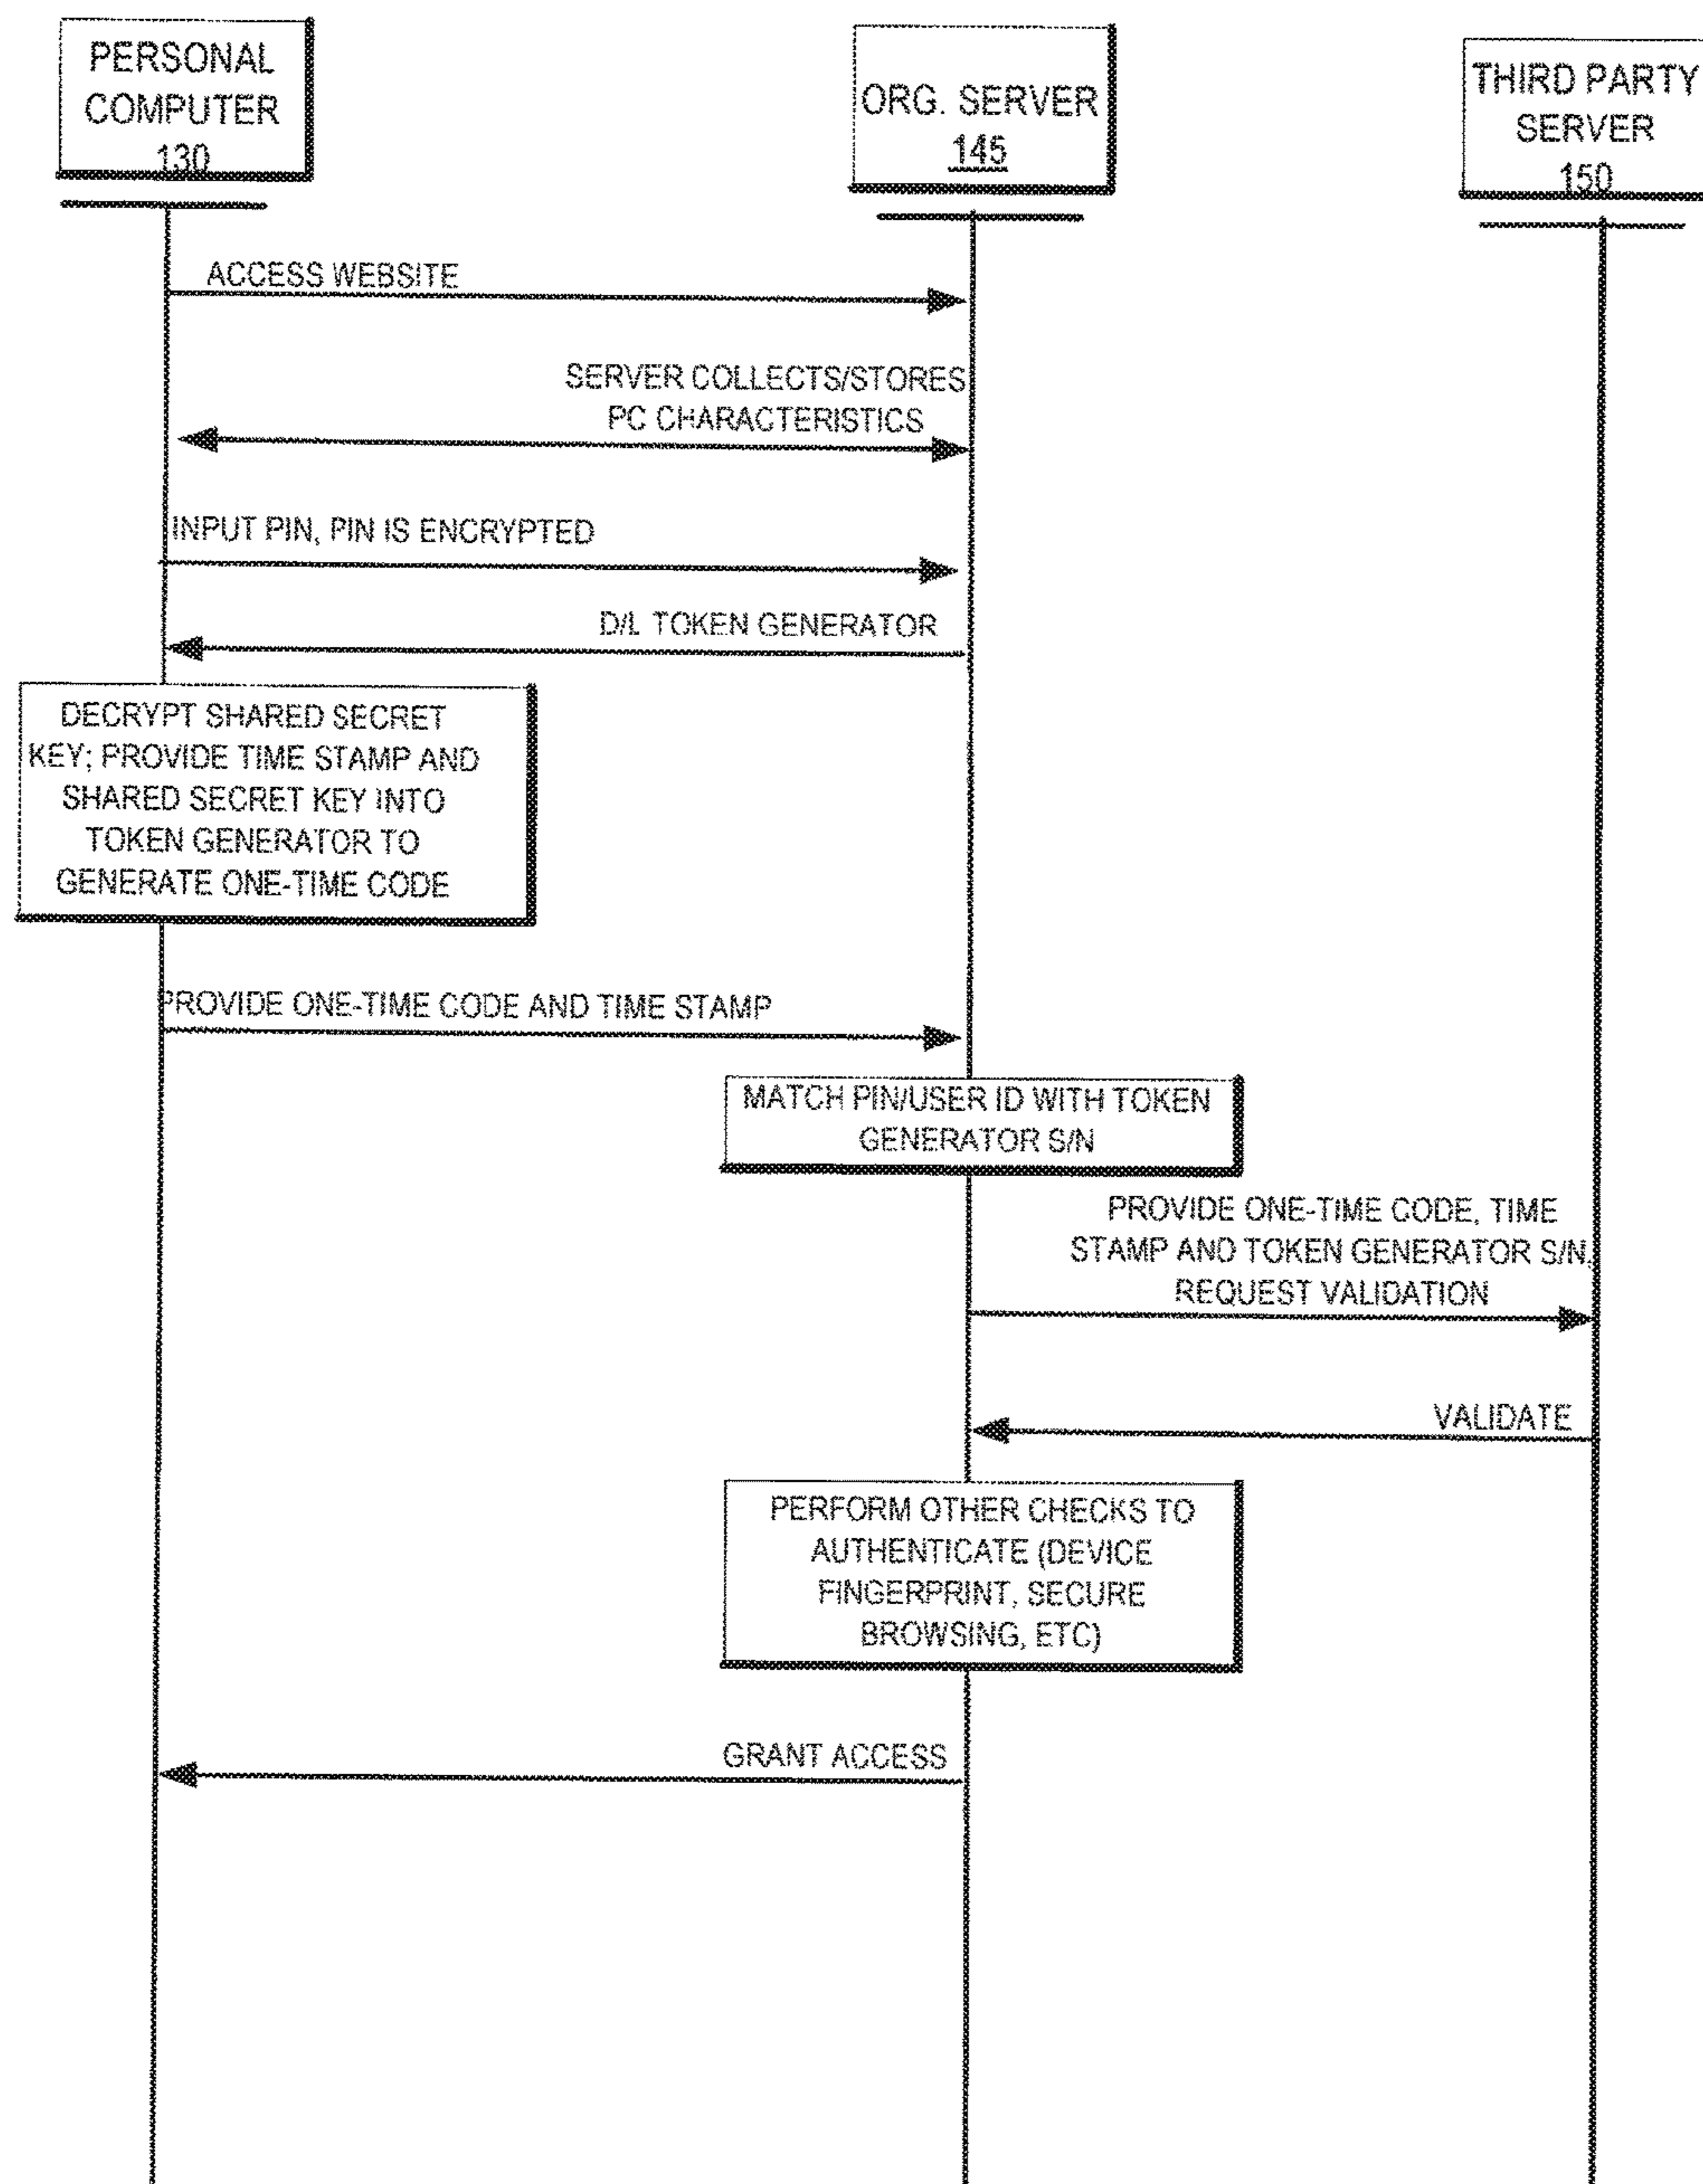 PERSONAL
COMPUTER
130
ORG. SERVER
145
THIRD PARTY
SERVER
150
ACCESS WEBSITE
SERVER COLLECTS/STORES
PC CHARACTERISTICS
INPUT PIN, PIN IS ENCRYPTED
D/L TOKEN GENERATOR
DECRYPT SHARED SECRET
KEY; PROVIDE TIME STAMP AND
SHARED SECRET KEY INTO
TOKEN GENERATOR TO
GENERATE ONE-TIME CODE
PROVIDE ONE-TIME CODE AND TIME STAMP
MATCH PIN/USER ID WITH TOKEN
GENERATOR S/N
PROVIDE ONE-TIME CODE, TIME
STAMP AND TOKEN GENERATOR S/N,
REQUEST VALIDATION
VALIDATE
PERFORM OTHER CHECKS TO
AUTHENTICATE (DEVICE
FINGERPRINT, SECURE
BROWSING, ETC)
GRANT ACCESS